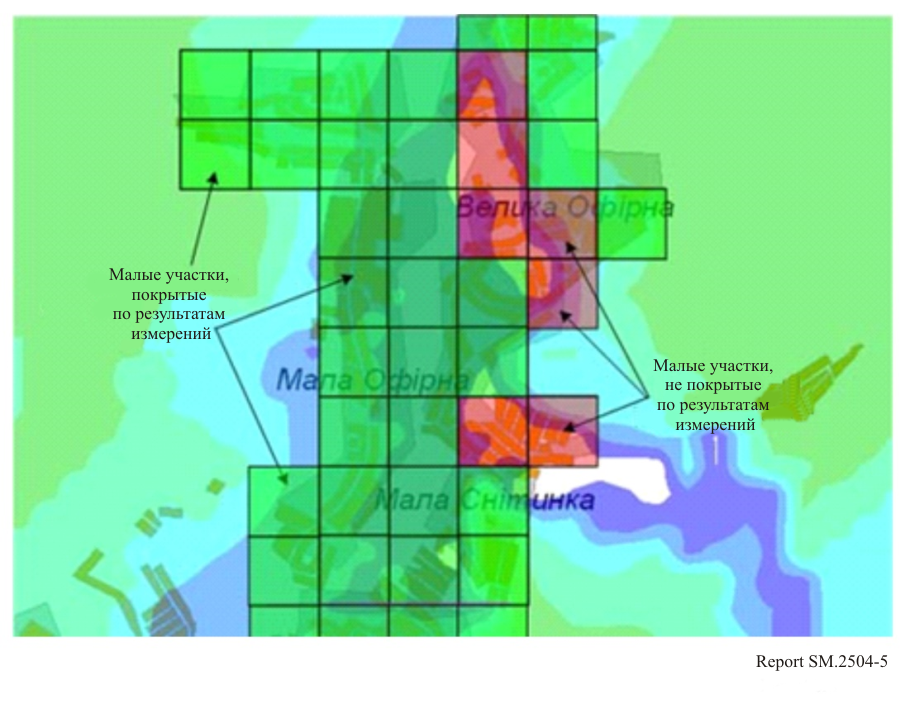 Велика Офірна
Малые участки,
покрытые
по результатам
измерений
Малые участки,
не покрытые
по результатам
измерений
Мала Офірна
Мала Снітинка
Report SM.2504-5